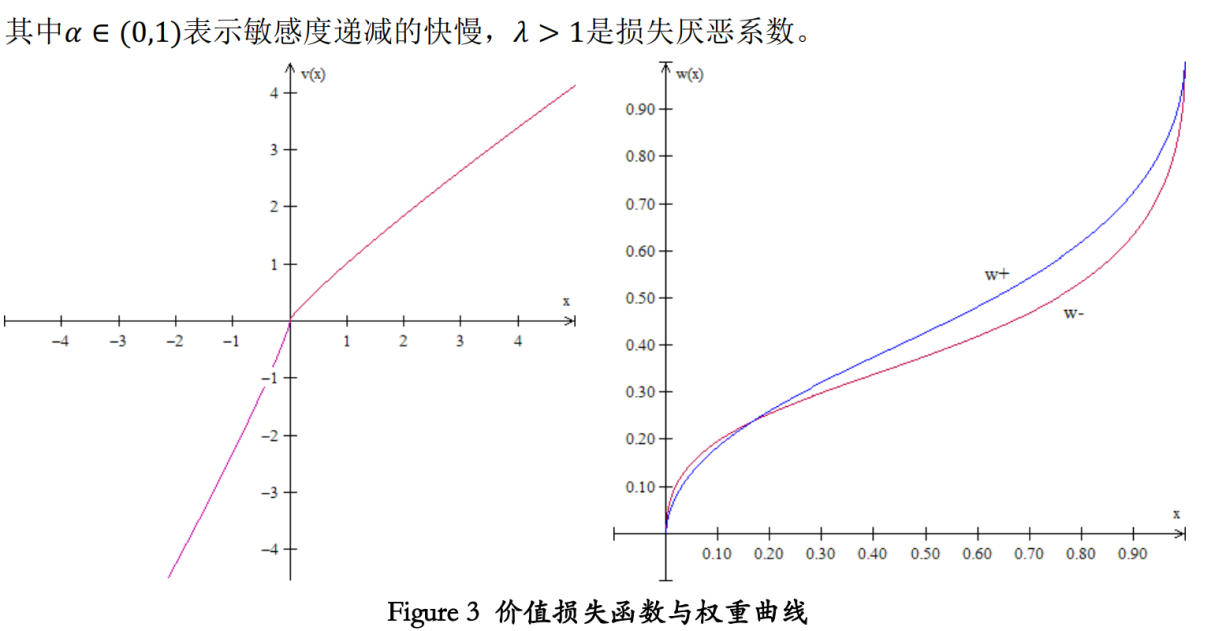 其中α ∈ (0,1)表示敏感度递减的快慢，λ > 1是损失厌恶系数。
v(x)
4
3
2
1
x
−4 −3 −2 −1 1 2 3 4
−1
−2
−3
−4
w(x)
0.90
0.80
0.70
0.60
w+
0.50
w-
0.40
0.30
0.20
0.10
x
0.10 0.20 0.30 0.40 0.50 0.60 0.70 0.80 0.90
Figure 3 价值损失函数与权重曲线